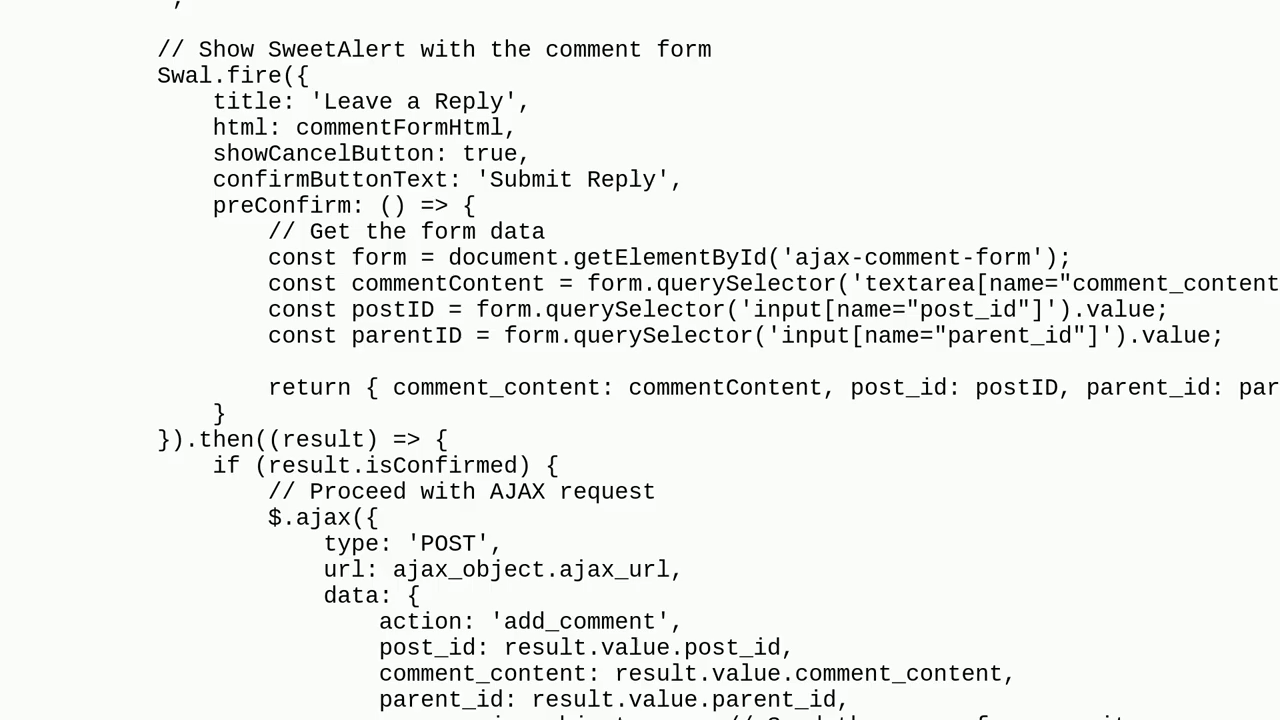 // Show SweetAlert with the comment form
Swal.fire({
title: 'Leave a Reply',
html: commentFormHtml,
showCancelButton: true,
confirmButtonText: 'Submit Reply',
preConfirm: () => {
// Get the form data
const form = document.getElementById('ajax-comment-form');
const commentContent = form.querySelector('textarea[name="comment_content
const postID = form.querySelector('input[name="post_id"]').value;
const parentID = form.querySelector('input[name="parent_id"]').value;
return { comment_content: commentContent, post_id: postID, parent_id: par
}
}).then((result) => {
if (result.isConfirmed) {
// Proceed with AJAX request
$.ajax({
type: 'POST',
url: ajax_object.ajax_url,
data: {
action: 'add_comment',
post_id: result.value.post_id,
comment_content: result.value.comment_content,
parent_id: result.value.parent_id,